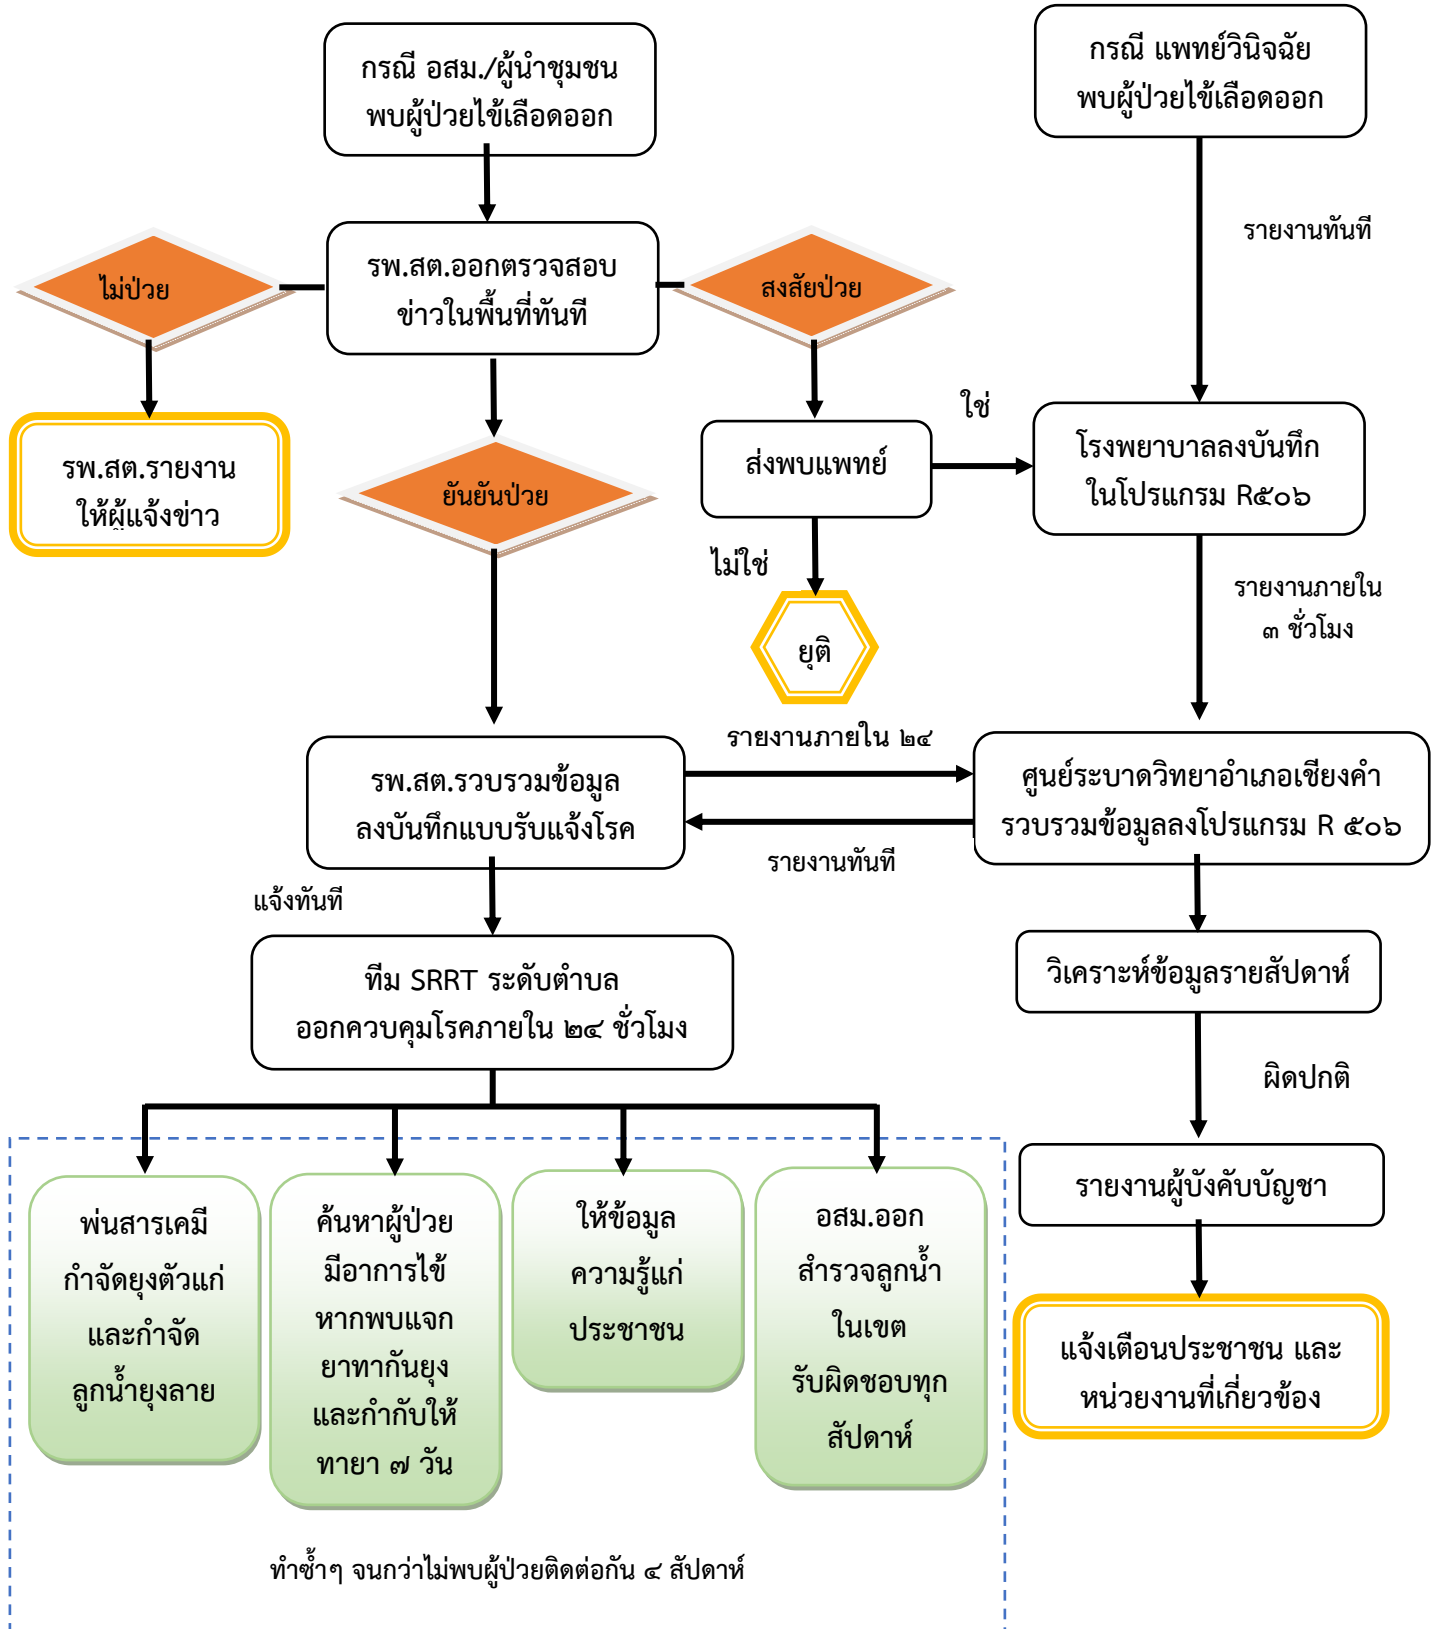 กรณี อสม./ผู้นำชุมชน
พบผู้ป่วยไข้เลือดออก
กรณี แพทย์วินิจฉัย
พบผู้ป่วยไข้เลือดออก
รายงานทันที
ไม่ป่วย
รพ.สต.ออกตรวจสอบ
ข่าวในพื้นที่ทันที
สงสัยป่วย
รพ.สต.รายงาน
ให้ผู้แจ้งข่าว
ยันยันป่วย
ส่งพบแพทย์
ใช่
โรงพยาบาลลงบันทึก
ในโปรแกรม R๕๐๖
ไม่ใช่
ยุติ
รายงานภายใน
๓ ชั่วโมง
รพ.สต.รวบรวมข้อมูล
ลงบันทึกแบบรับแจ้งโรค
รายงานภายใน ๒๔
รายงานทันที
ศูนย์ระบาดวิทยาอำเภอเชียงคำ
รวบรวมข้อมูลลงโปรแกรม R ๕๐๖
แจ้งทันที
ทีม SRRT ระดับตำบล
ออกควบคุมโรคภายใน ๒๔ ชั่วโมง
วิเคราะห์ข้อมูลรายสัปดาห์
ผิดปกติ
รายงานผู้บังคับบัญชา
แจ้งเตือนประชาชน และ
หน่วยงานที่เกี่ยวข้อง
พ่นสารเคมี
กำจัดยุงตัวแก่
และกำจัด
ลูกน้ำยุงลาย
ค้นหาผู้ป่วย
มีอาการไข้
หากพบแจก
ยาทากันยุง
และกำกับให้
ทายา ๗ วัน
ให้ข้อมูล
ความรู้แก่
ประชาชน
อสม.ออก
สำรวจลูกน้ำ
ในเขต
รับผิดชอบทุก
สัปดาห์
ทำซ้ำๆ จนกว่าไม่พบผู้ป่วยติดต่อกัน ๔ สัปดาห์